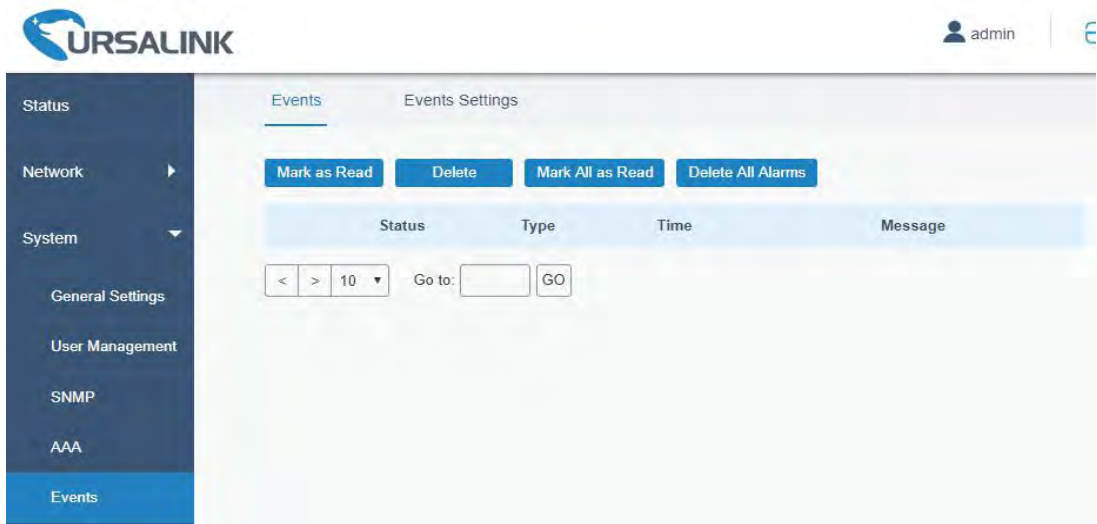 URSALINK
admin
Status
Events Events Settings
Network
Mark as Read Delete Mark All as Read Delete All Alarms
Status Type Time Message
System
< > 10 Go to: GO
General Settings
User Management
SNMP
AAA
Events